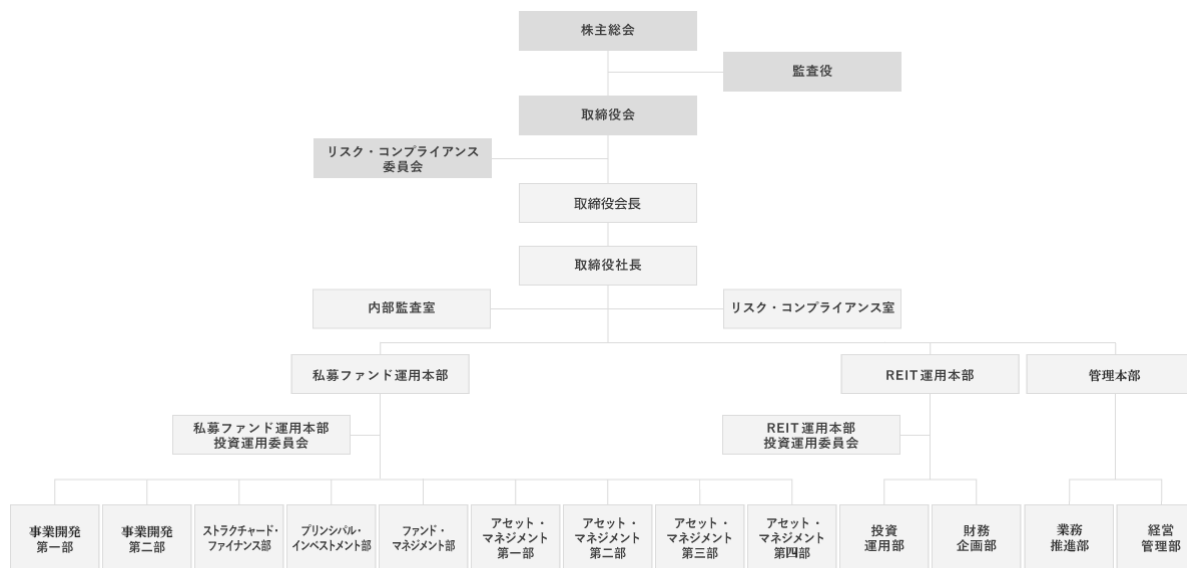 株主総会
監査役
取締役会
リスク・コンプライアンス
委員会
取締役会長
取締役社長
内部監査室
リスク・コンプライアンス室
私募ファンド運用本部
REIT運用本部
管理本部
私募ファンド運用本部
投資運用委員会
REIT運用本部
投資運用委員会
事業開発
第一部
事業開発
第二部
ストラクチャード・
ファイナンス部
プリンシパル・
インベストメント部
ファンド・
マネジメント部
アセット・
マネジメント
第一部
アセット・
マネジメント
第二部
アセット・
マネジメント
第三部
アセット・
マネジメント
第四部
投資
運用部
財務
企画部
業務
推進部
経営
管理部